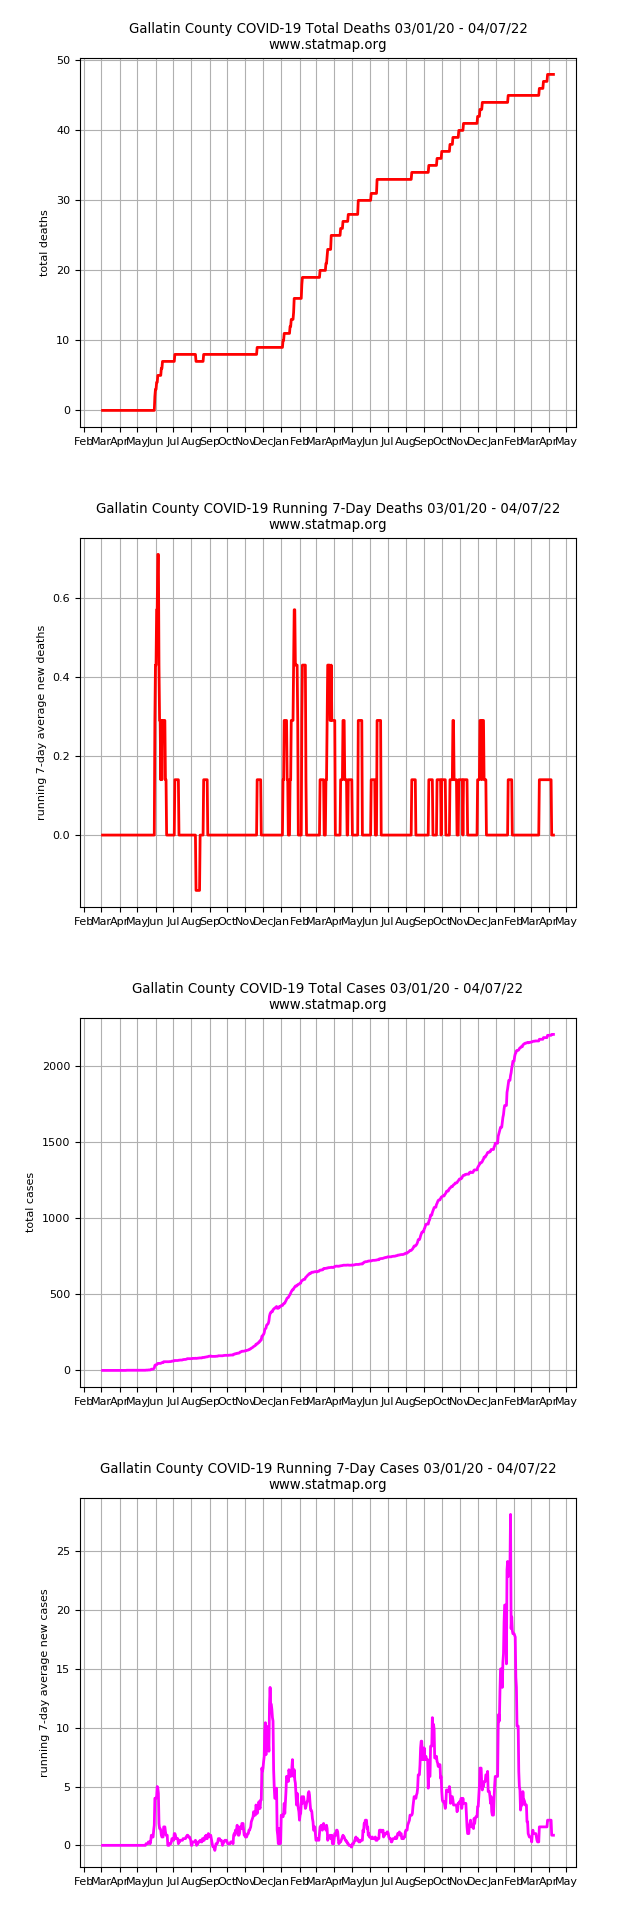 Gallatin County COVID-19 Total Deaths 03/01/20 - 04/07/22
www.statmap.org
50
40
30
20
10
0
total deaths
Feb Mar Apr May Jun Jul Aug Sep Oct Nov Dec Jan Feb Mar Apr May Jun Jul Aug Sep Oct Nov Dec Jan Feb Mar Apr May
Gallatin County COVID-19 Running 7-Day Deaths 03/01/20 - 04/07/22
www.statmap.org
0.6
0.4
0.2
0.0
running 7-day average new deaths
Feb Mar Apr May Jun Jul Aug Sep Oct Nov Dec Jan Feb Mar Apr May Jun Jul Aug Sep Oct Nov Dec Jan Feb Mar Apr May
Gallatin County COVID-19 Total Cases 03/01/20 - 04/07/22
www.statmap.org
2000
1500
1000
500
0
total cases
Feb Mar Apr May Jun Jul Aug Sep Oct Nov Dec Jan Feb Mar Apr May Jun Jul Aug Sep Oct Nov Dec Jan Feb Mar Apr May
Gallatin County COVID-19 Running 7-Day Cases 03/01/20 - 04/07/22
www.statmap.org
25
20
15
10
5
0
running 7-day average new cases
Feb Mar Apr May Jun Jul Aug Sep Oct Nov Dec Jan Feb Mar Apr May Jun Jul Aug Sep Oct Nov Dec Jan Feb Mar Apr May